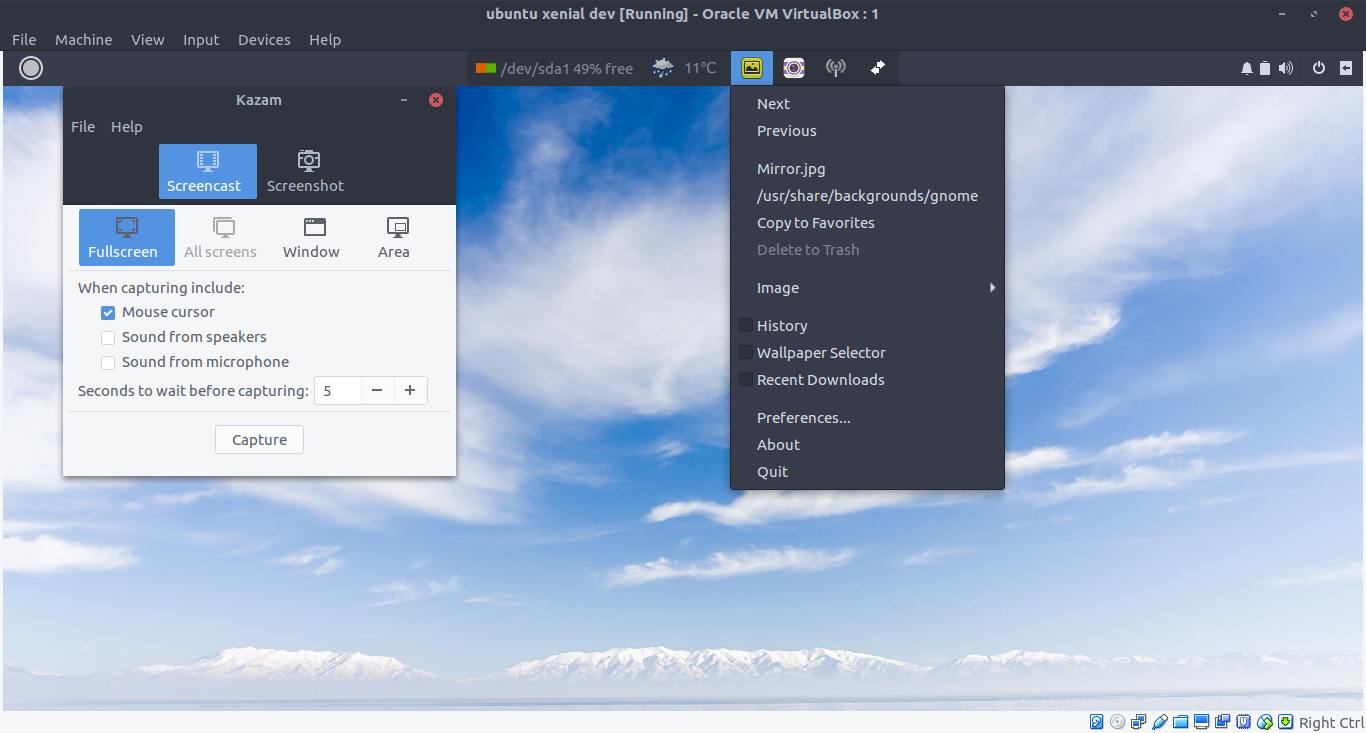 ubuntu xenial dev [Running] - Oracle VM VirtualBox : 1
File Machine View Input Devices Help
/dev/sda1 49% free 11°C
Kazam
File Help
Screencast Screenshot
Fullscreen All screens Window Area
When capturing include:
Mouse cursor
Sound from speakers
Sound from microphone
Seconds to wait before capturing: 5 − +
Capture
Next
Previous
Mirror.jpg
/usr/share/backgrounds/gnome
Copy to Favorites
Delete to Trash
Image
History
Wallpaper Selector
Recent Downloads
Preferences...
About
Quit
Right Ctrl